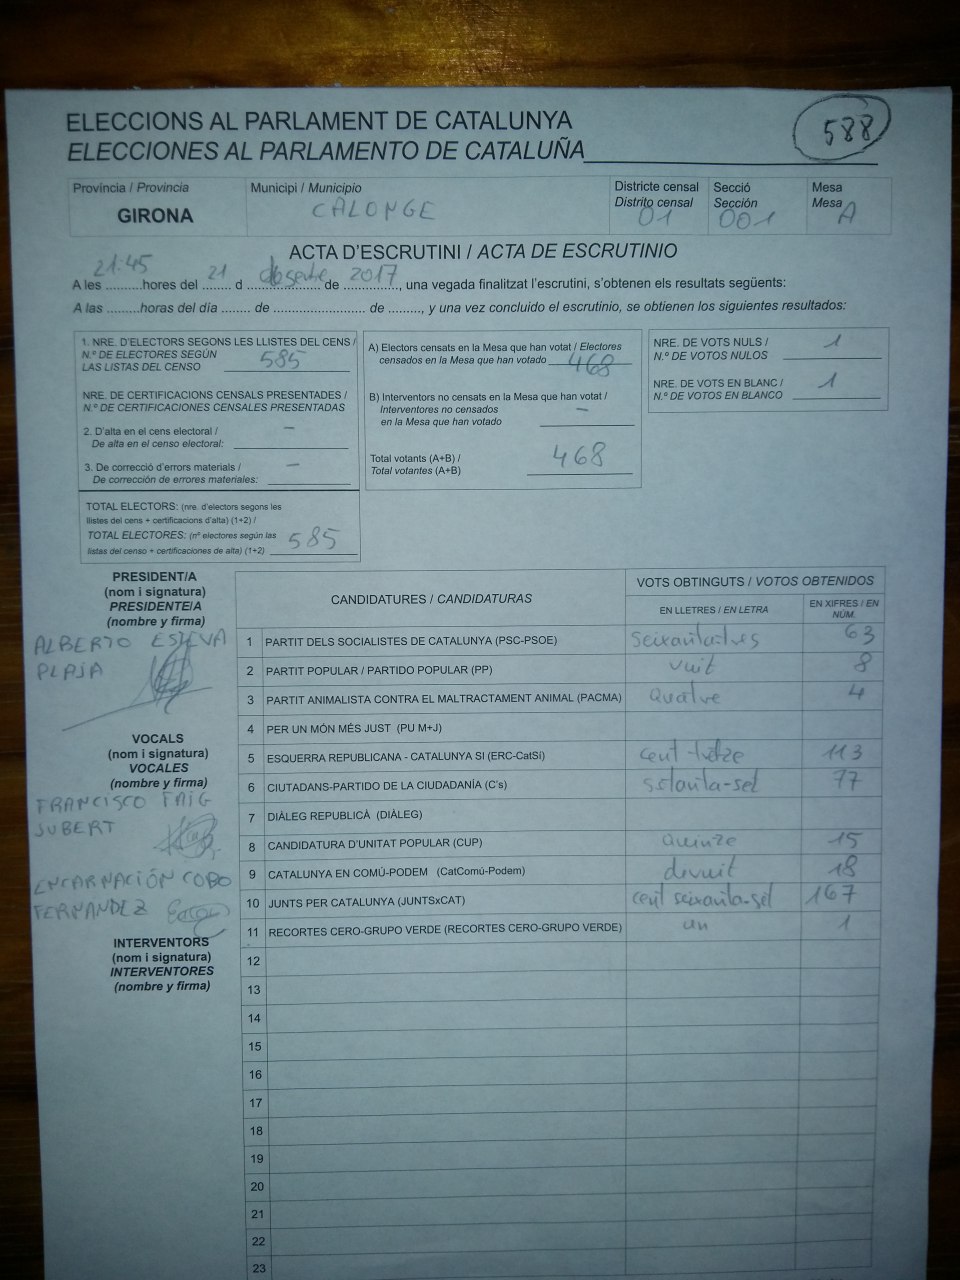 ELECCIONS AL PARLAMENT DE CATALUNYA
ELECCIONES AL PARLAMENTO DE CATALUÑA
588
Província / Provincia
GIRONA
Municipi / Municipio
CALONGE
Districte censal
Distrito censal
01
Secció
Sección
001
Mesa
Mesa
A
ACTA D'ESCRUTINI / ACTA DE ESCRUTINIO
A les 21:45 hores del 21 d desembre de 2017, una vegada finalitzat l'escrutini, s'obtenen els resultats següents:
A las .........horas del día ........ de ........................ de ........., y una vez concluido el escrutinio, se obtienen los siguientes resultados:
1. NRE. D'ELECTORS SEGONS LES LLISTES DEL CENS /
N.º DE ELECTORES SEGÚN
LAS LISTAS DEL CENSO 585
NRE. DE CERTIFICACIONS CENSALS PRESENTADES /
N.º DE CERTIFICACIONES CENSALES PRESENTADAS
2. D'alta en el cens electoral / –
De alta en el censo electoral:
3. De correcció d'errors materials / –
De corrección de errores materiales:
TOTAL ELECTORS: (nre. d'electors segons les
llistes del cens + certificacions d'alta) (1+2) /
TOTAL ELECTORES: (nº electores según las
listas del censo + certificaciones de alta) (1+2) 585
A) Electors censats en la Mesa que han votat / Electores
censados en la Mesa que han votado 468
B) Interventors no censats en la Mesa que han votat /
Interventores no censados
en la Mesa que han votado –
Total votants (A+B) /
Total votantes (A+B) 468
NRE. DE VOTS NULS /
N.º DE VOTOS NULOS 1
NRE. DE VOTS EN BLANC /
N.º DE VOTOS EN BLANCO 1
PRESIDENT/A
(nom i signatura)
PRESIDENTE/A
(nombre y firma)
ALBERTO ESTEVA
PLAJA
VOCALS
(nom i signatura)
VOCALES
(nombre y firma)
FRANCISCO FAIG
JUBERT
ENCARNACIÓN COBO
FERNANDEZ
INTERVENTORS
(nom i signatura)
INTERVENTORES
(nombre y firma)
CANDIDATURES / CANDIDATURAS
VOTS OBTINGUTS / VOTOS OBTENIDOS
EN LLETRES / EN LETRA
EN XIFRES / EN
NÚM.
1 PARTIT DELS SOCIALISTES DE CATALUNYA (PSC-PSOE) seixanta-tres 63
2 PARTIT POPULAR / PARTIDO POPULAR (PP) vuit 8
3 PARTIT ANIMALISTA CONTRA EL MALTRACTAMENT ANIMAL (PACMA) quatre 4
4 PER UN MÓN MÉS JUST (PU M+J)
5 ESQUERRA REPUBLICANA - CATALUNYA SI (ERC-CatSí) cent-tretze 113
6 CIUTADANS-PARTIDO DE LA CIUDADANÍA (C's) setanta-set 77
7 DIÀLEG REPUBLICÀ (DIÀLEG)
8 CANDIDATURA D'UNITAT POPULAR (CUP) quinze 15
9 CATALUNYA EN COMÚ-PODEM (CatComú-Podem) divuit 18
10 JUNTS PER CATALUNYA (JUNTSxCAT) cent seixanta-set 167
11 RECORTES CERO-GRUPO VERDE (RECORTES CERO-GRUPO VERDE) un 1
12
13
14
15
16
17
18
19
20
21
22
23